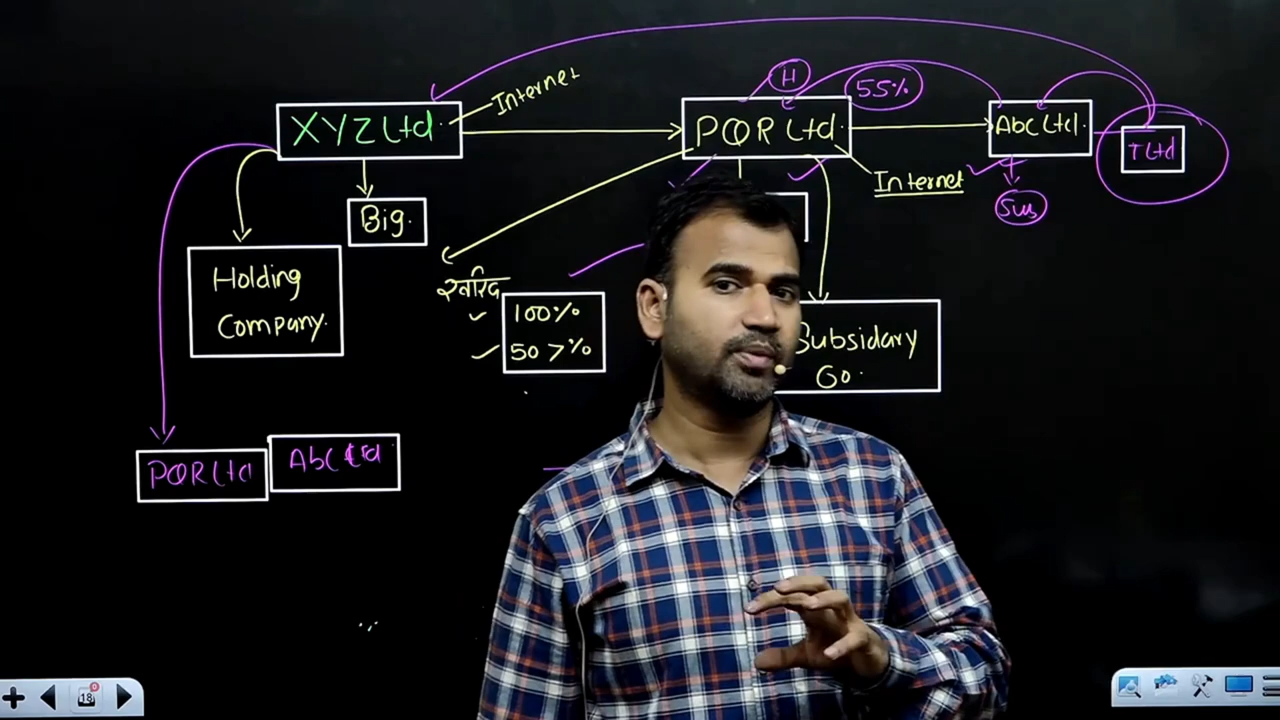 Internet
H
55%
XYZ Ltd.
PQR Ltd.
Abc Ltd.
T Ltd
Internet
Sus
Big.
Holding
Company.
खरीद
100%
50 > %
Subsidary
Co.
PQR Ltd
Abc Ltd
18